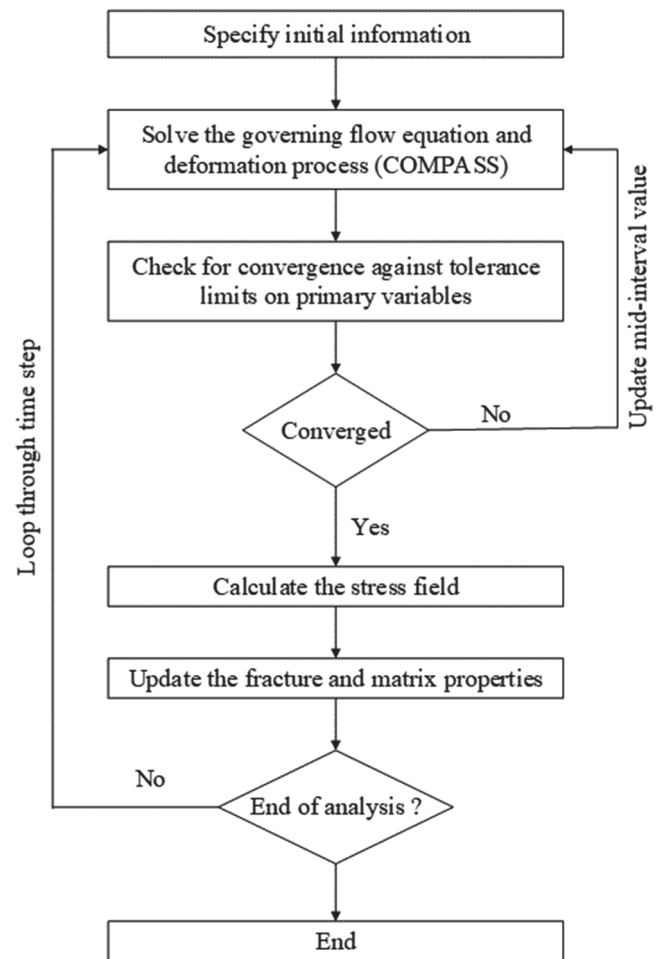 Specify initial information
Solve the governing flow equation and
deformation process (COMPASS)
Check for convergence against tolerance
limits on primary variables
Update mid-interval value
Loop through time step
Converged
No
Yes
Calculate the stress field
Update the fracture and matrix properties
No
End of analysis ?
End